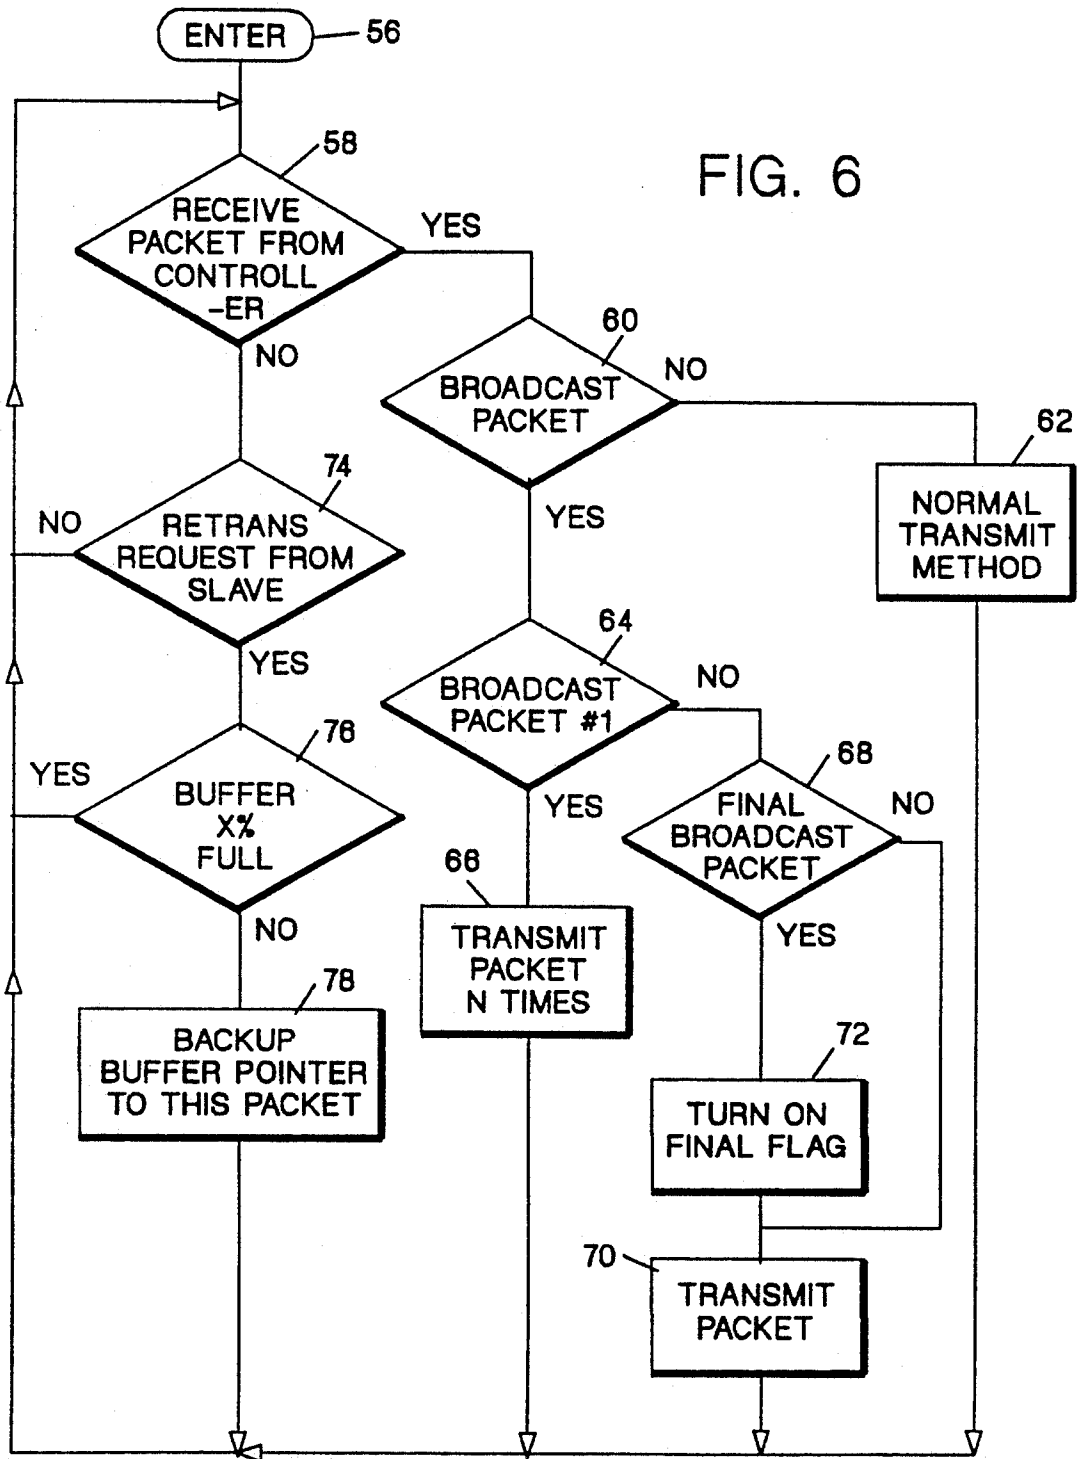 ENTER
56
58
FIG. 6
RECEIVE
PACKET FROM
CONTROLL
-ER
YES
NO
60
BROADCAST
PACKET
NO
62
NORMAL
TRANSMIT
METHOD
YES
74
NO
RETRANS
REQUEST FROM
SLAVE
YES
64
BROADCAST
PACKET #1
NO
YES
76
YES
BUFFER
X%
FULL
NO
68
FINAL
BROADCAST
PACKET
NO
YES
66
TRANSMIT
PACKET
N TIMES
78
BACKUP
BUFFER POINTER
TO THIS PACKET
72
TURN ON
FINAL FLAG
70
TRANSMIT
PACKET